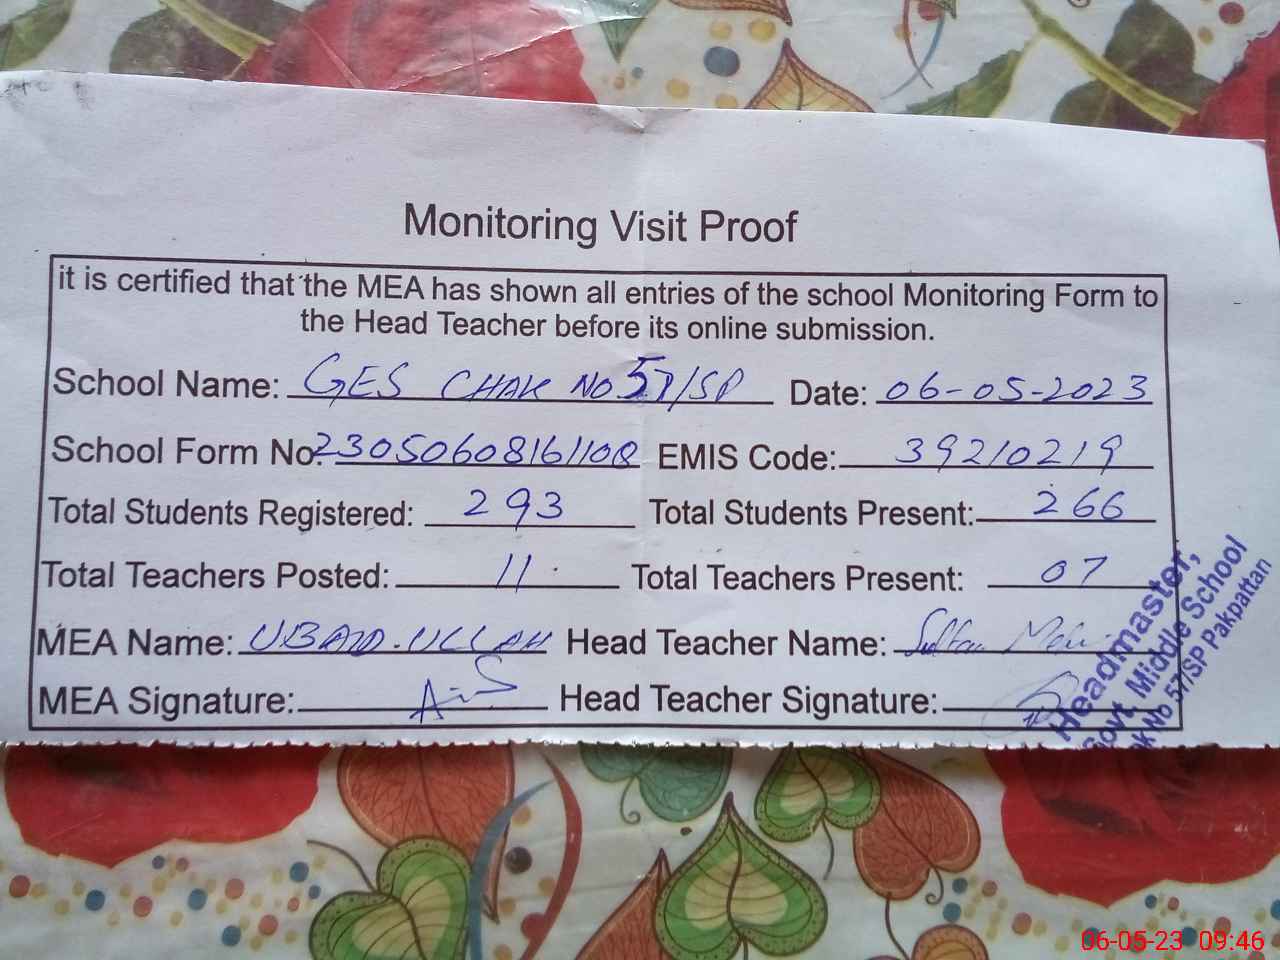 Monitoring Visit Proof
it is certified that the MEA has shown all entries of the school Monitoring Form to
the Head Teacher before its online submission.
School Name: GES CHAK NO.57/SP Date: 06-05-2023
School Form No: EMIS Code: 39210219
Total Students Registered: 293 Total Students Present: 266
Total Teachers Posted: 11 Total Teachers Present: 07
MEA Name: UBAID.ULLAH Head Teacher Name:
MEA Signature: Head Teacher Signature:
Headmaster,
Govt, Middle School
No 57/SP Pakpattan
06-05-23 09:46